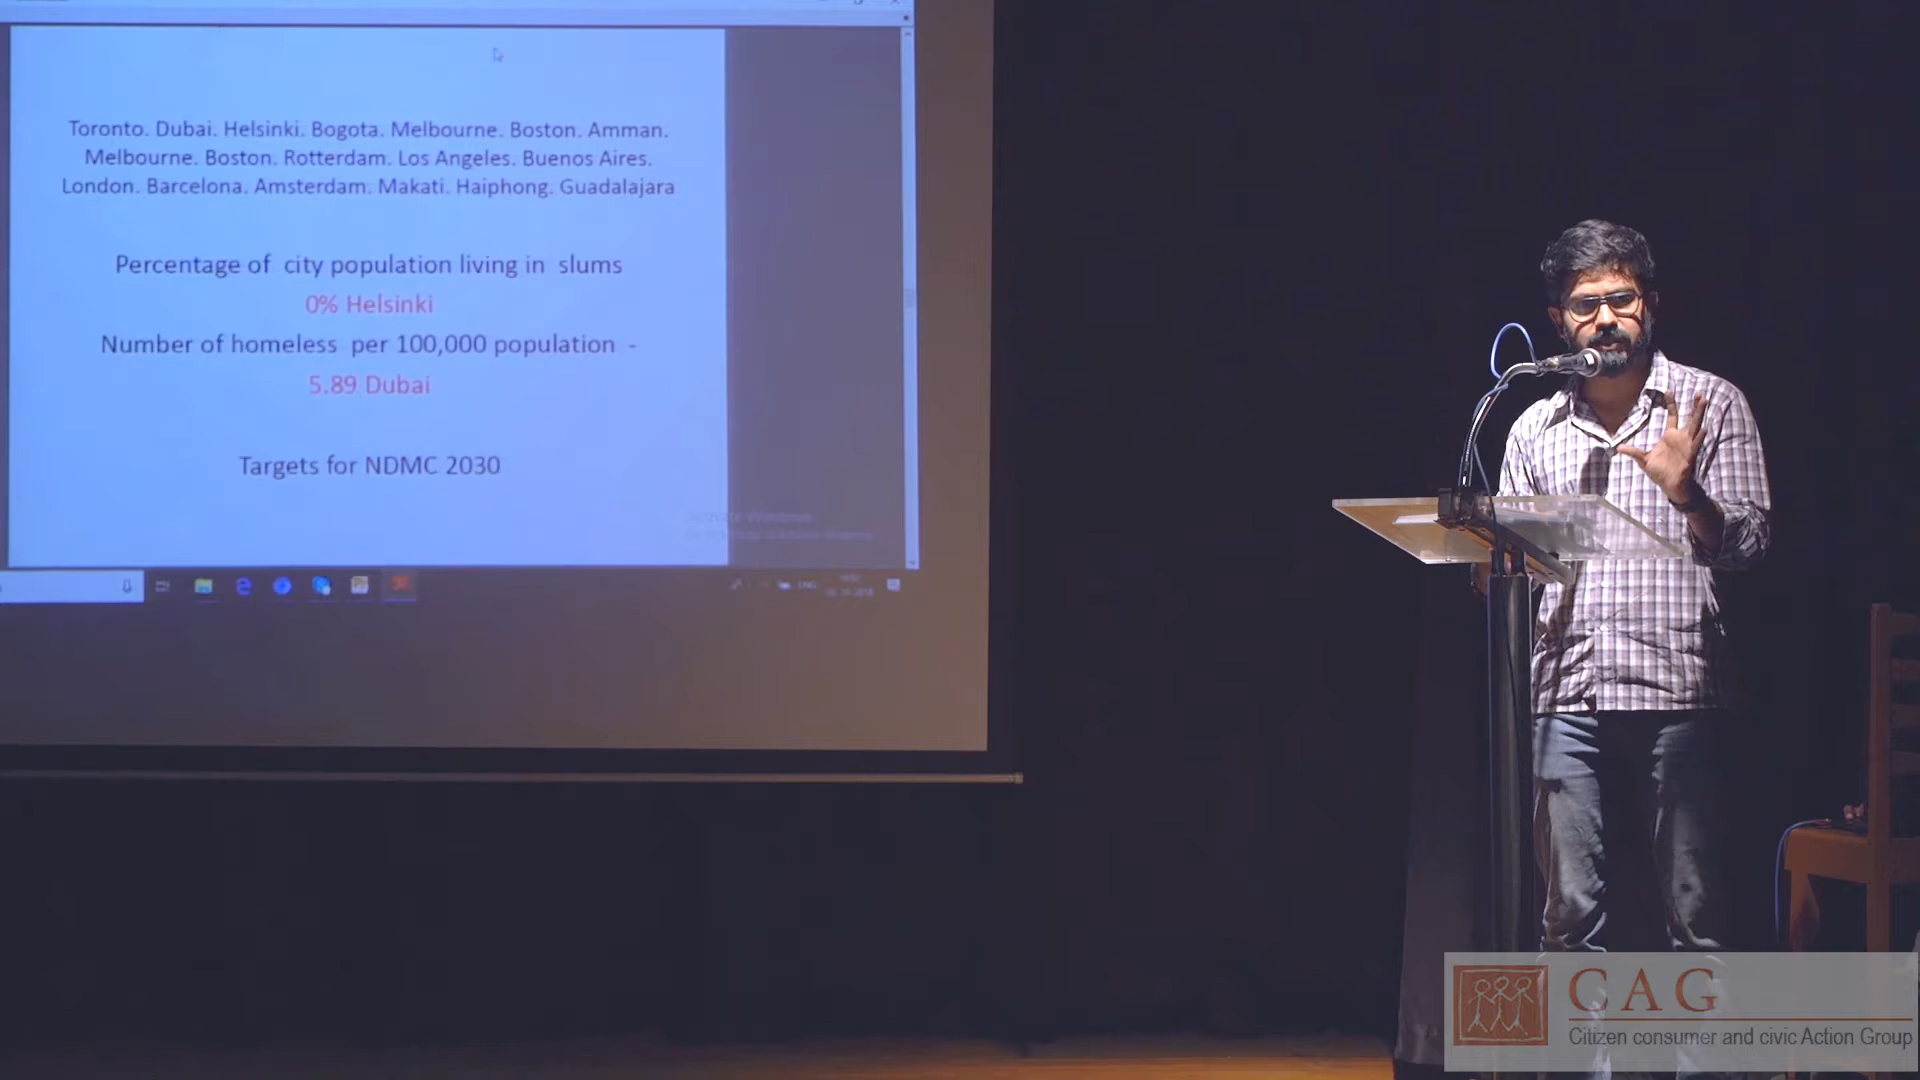 Toronto. Dubai. Helsinki. Bogota. Melbourne. Boston. Amman.
Melbourne. Boston. Rotterdam. Los Angeles. Buenos Aires.
London. Barcelona. Amsterdam. Makati. Haiphong. Guadalajara
Percentage of city population living in slums
0% Helsinki
Number of homeless per 100,000 population -
5.89 Dubai
Targets for NDMC 2030
ENG
CAG
Citizen consumer and civic Action Group